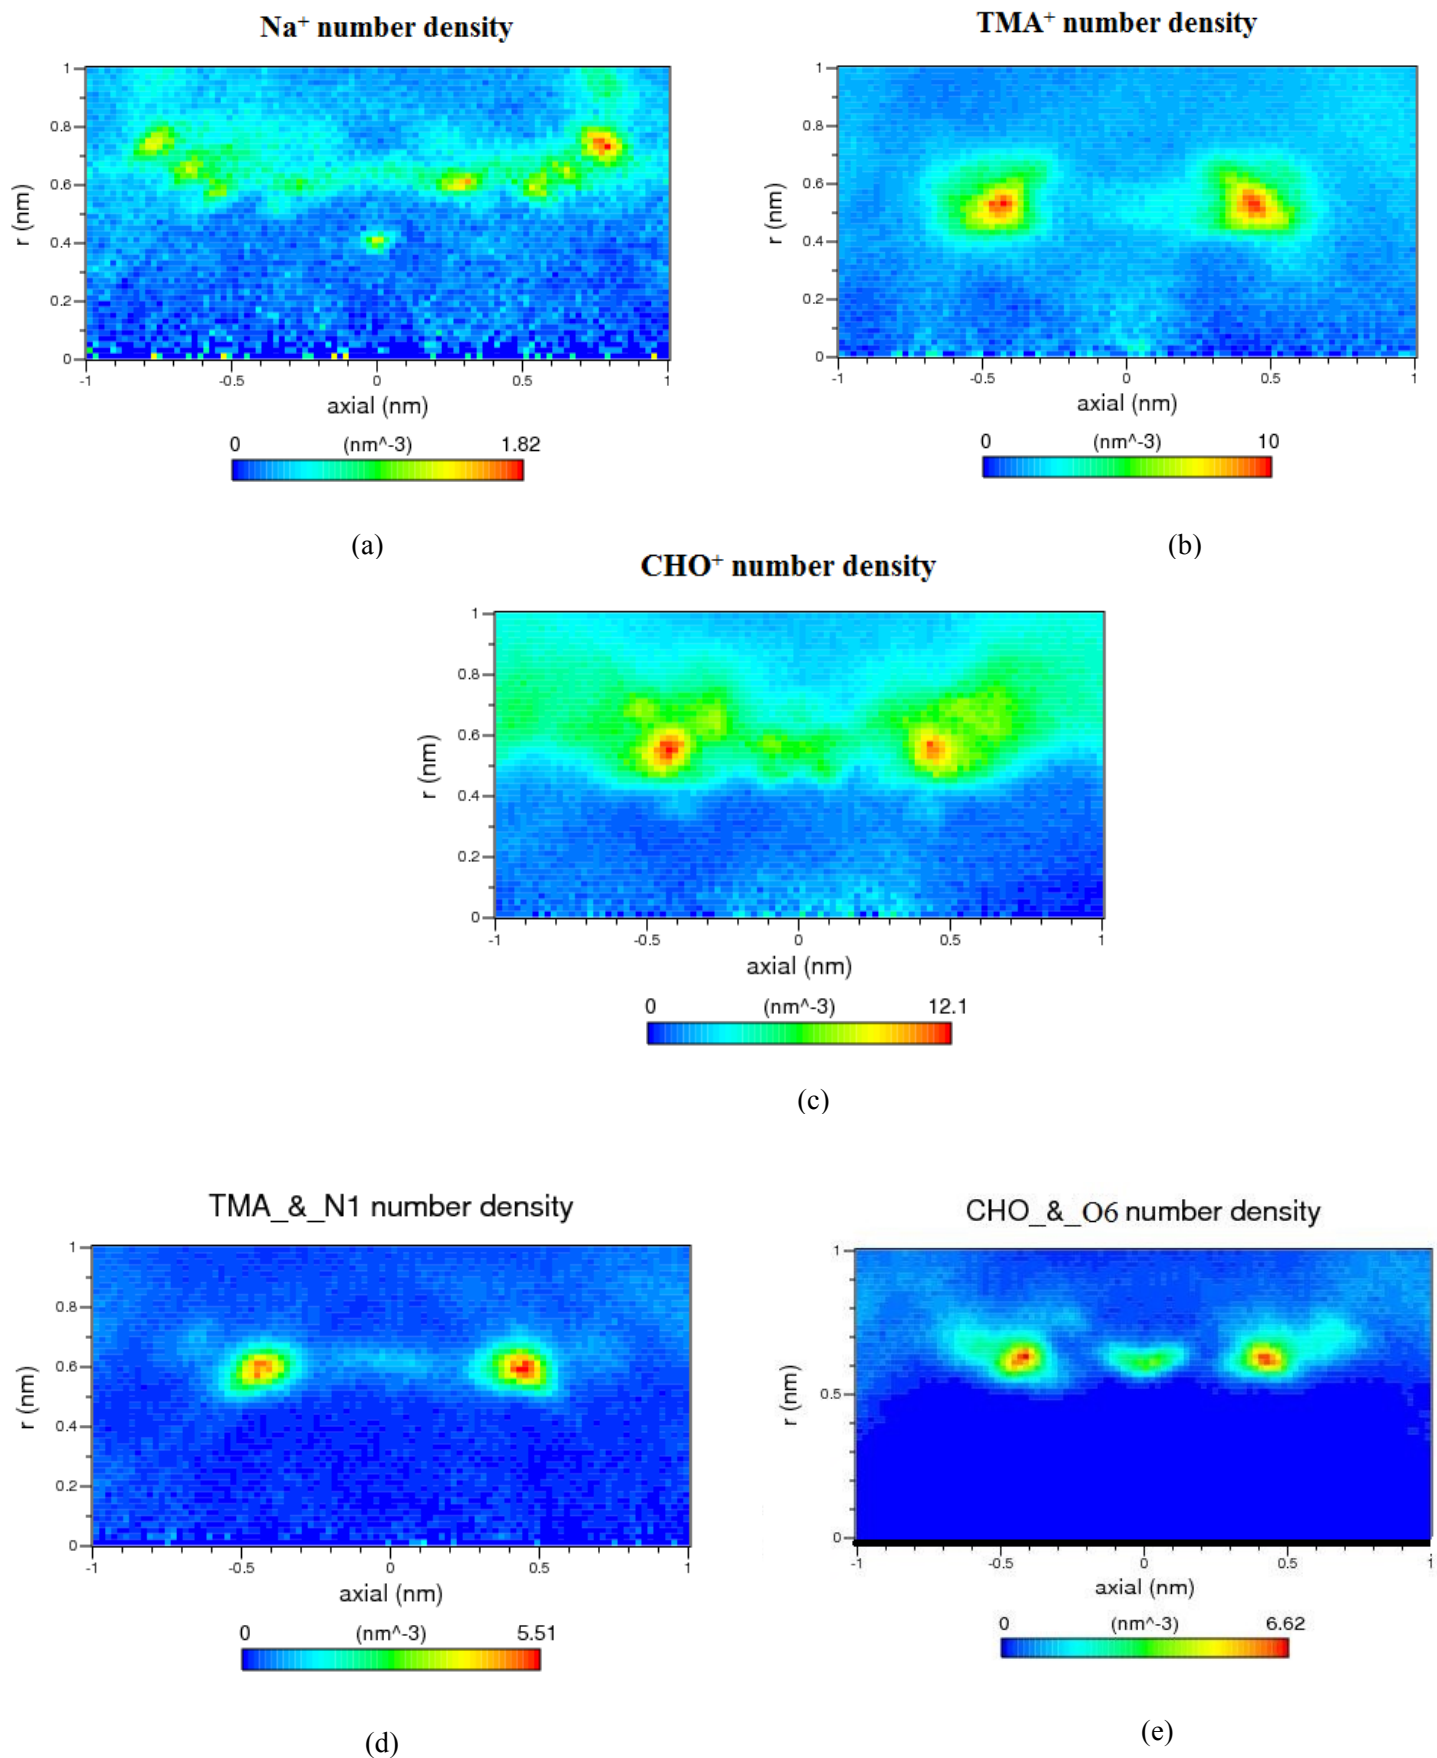 Na⁺ number density
1
0.8
0.6
0.4
0.2
0
r (nm)
-1 -0.5 0 0.5 1
axial (nm)
0 (nm^-3) 1.82
(a)
TMA⁺ number density
1
0.8
0.6
0.4
0.2
0
r (nm)
-1 -0.5 0 0.5 1
axial (nm)
0 (nm^-3) 10
(b)
CHO⁺ number density
1
0.8
0.6
0.4
0.2
0
r (nm)
-1 -0.5 0 0.5 1
axial (nm)
0 (nm^-3) 12.1
(c)
TMA_&_N1 number density
1
0.8
0.6
0.4
0.2
0
r (nm)
-1 -0.5 0 0.5 1
axial (nm)
0 (nm^-3) 5.51
(d)
CHO_&_O6 number density
1
0.5
0
r (nm)
-1 -0.5 0 0.5 1
axial (nm)
0 (nm^-3) 6.62
(e)